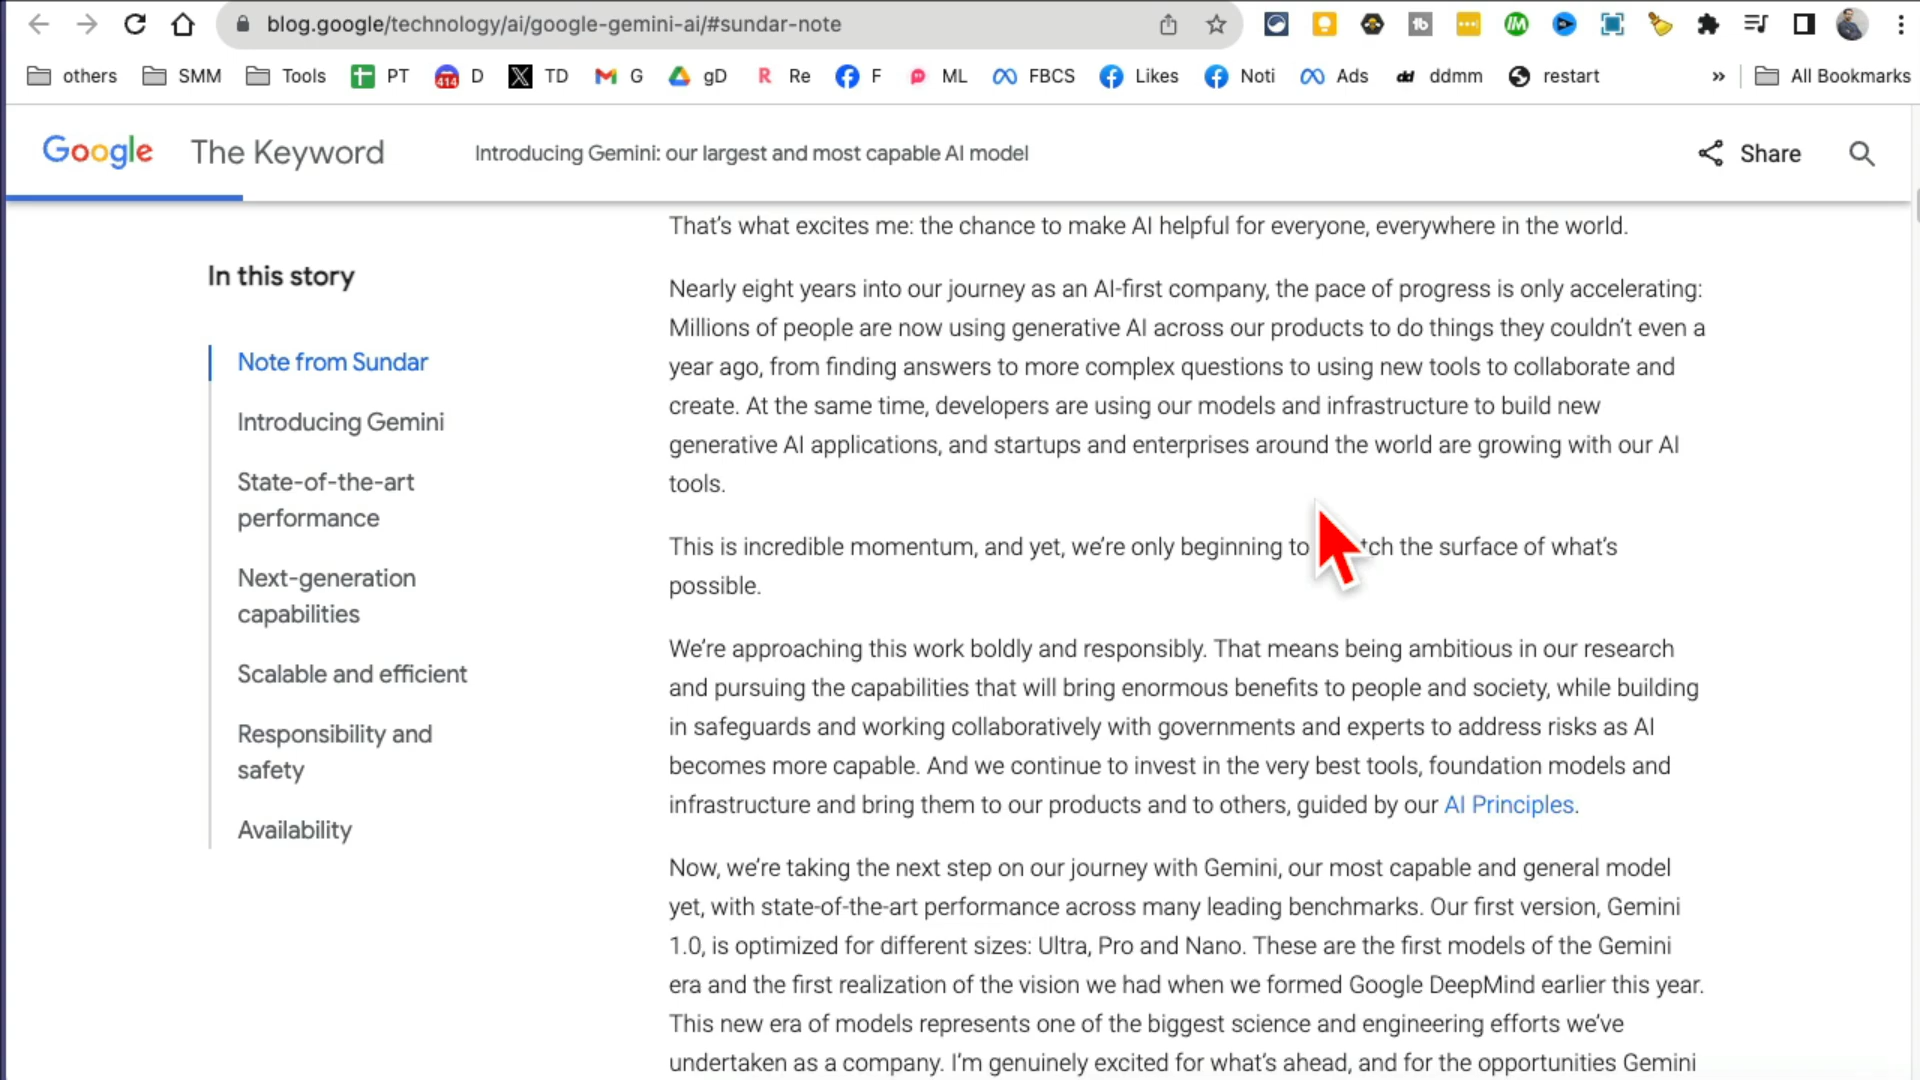 blog.google/technology/ai/google-gemini-ai/#sundar-note
others SMM Tools PT D TD G gD Re F ML FBCS Likes Noti Ads ddmm restart » All Bookmarks
Google The Keyword Introducing Gemini: our largest and most capable AI model Share
In this story
Note from Sundar
Introducing Gemini
State-of-the-art
performance
Next-generation
capabilities
Scalable and efficient
Responsibility and
safety
Availability
That's what excites me: the chance to make AI helpful for everyone, everywhere in the world.
Nearly eight years into our journey as an AI-first company, the pace of progress is only accelerating:
Millions of people are now using generative AI across our products to do things they couldn't even a
year ago, from finding answers to more complex questions to using new tools to collaborate and
create. At the same time, developers are using our models and infrastructure to build new
generative AI applications, and startups and enterprises around the world are growing with our AI
tools.
This is incredible momentum, and yet, we're only beginning to tch the surface of what's
possible.
We're approaching this work boldly and responsibly. That means being ambitious in our research
and pursuing the capabilities that will bring enormous benefits to people and society, while building
in safeguards and working collaboratively with governments and experts to address risks as AI
becomes more capable. And we continue to invest in the very best tools, foundation models and
infrastructure and bring them to our products and to others, guided by our AI Principles.
Now, we're taking the next step on our journey with Gemini, our most capable and general model
yet, with state-of-the-art performance across many leading benchmarks. Our first version, Gemini
1.0, is optimized for different sizes: Ultra, Pro and Nano. These are the first models of the Gemini
era and the first realization of the vision we had when we formed Google DeepMind earlier this year.
This new era of models represents one of the biggest science and engineering efforts we've
undertaken as a company. I'm genuinely excited for what's ahead, and for the opportunities Gemini